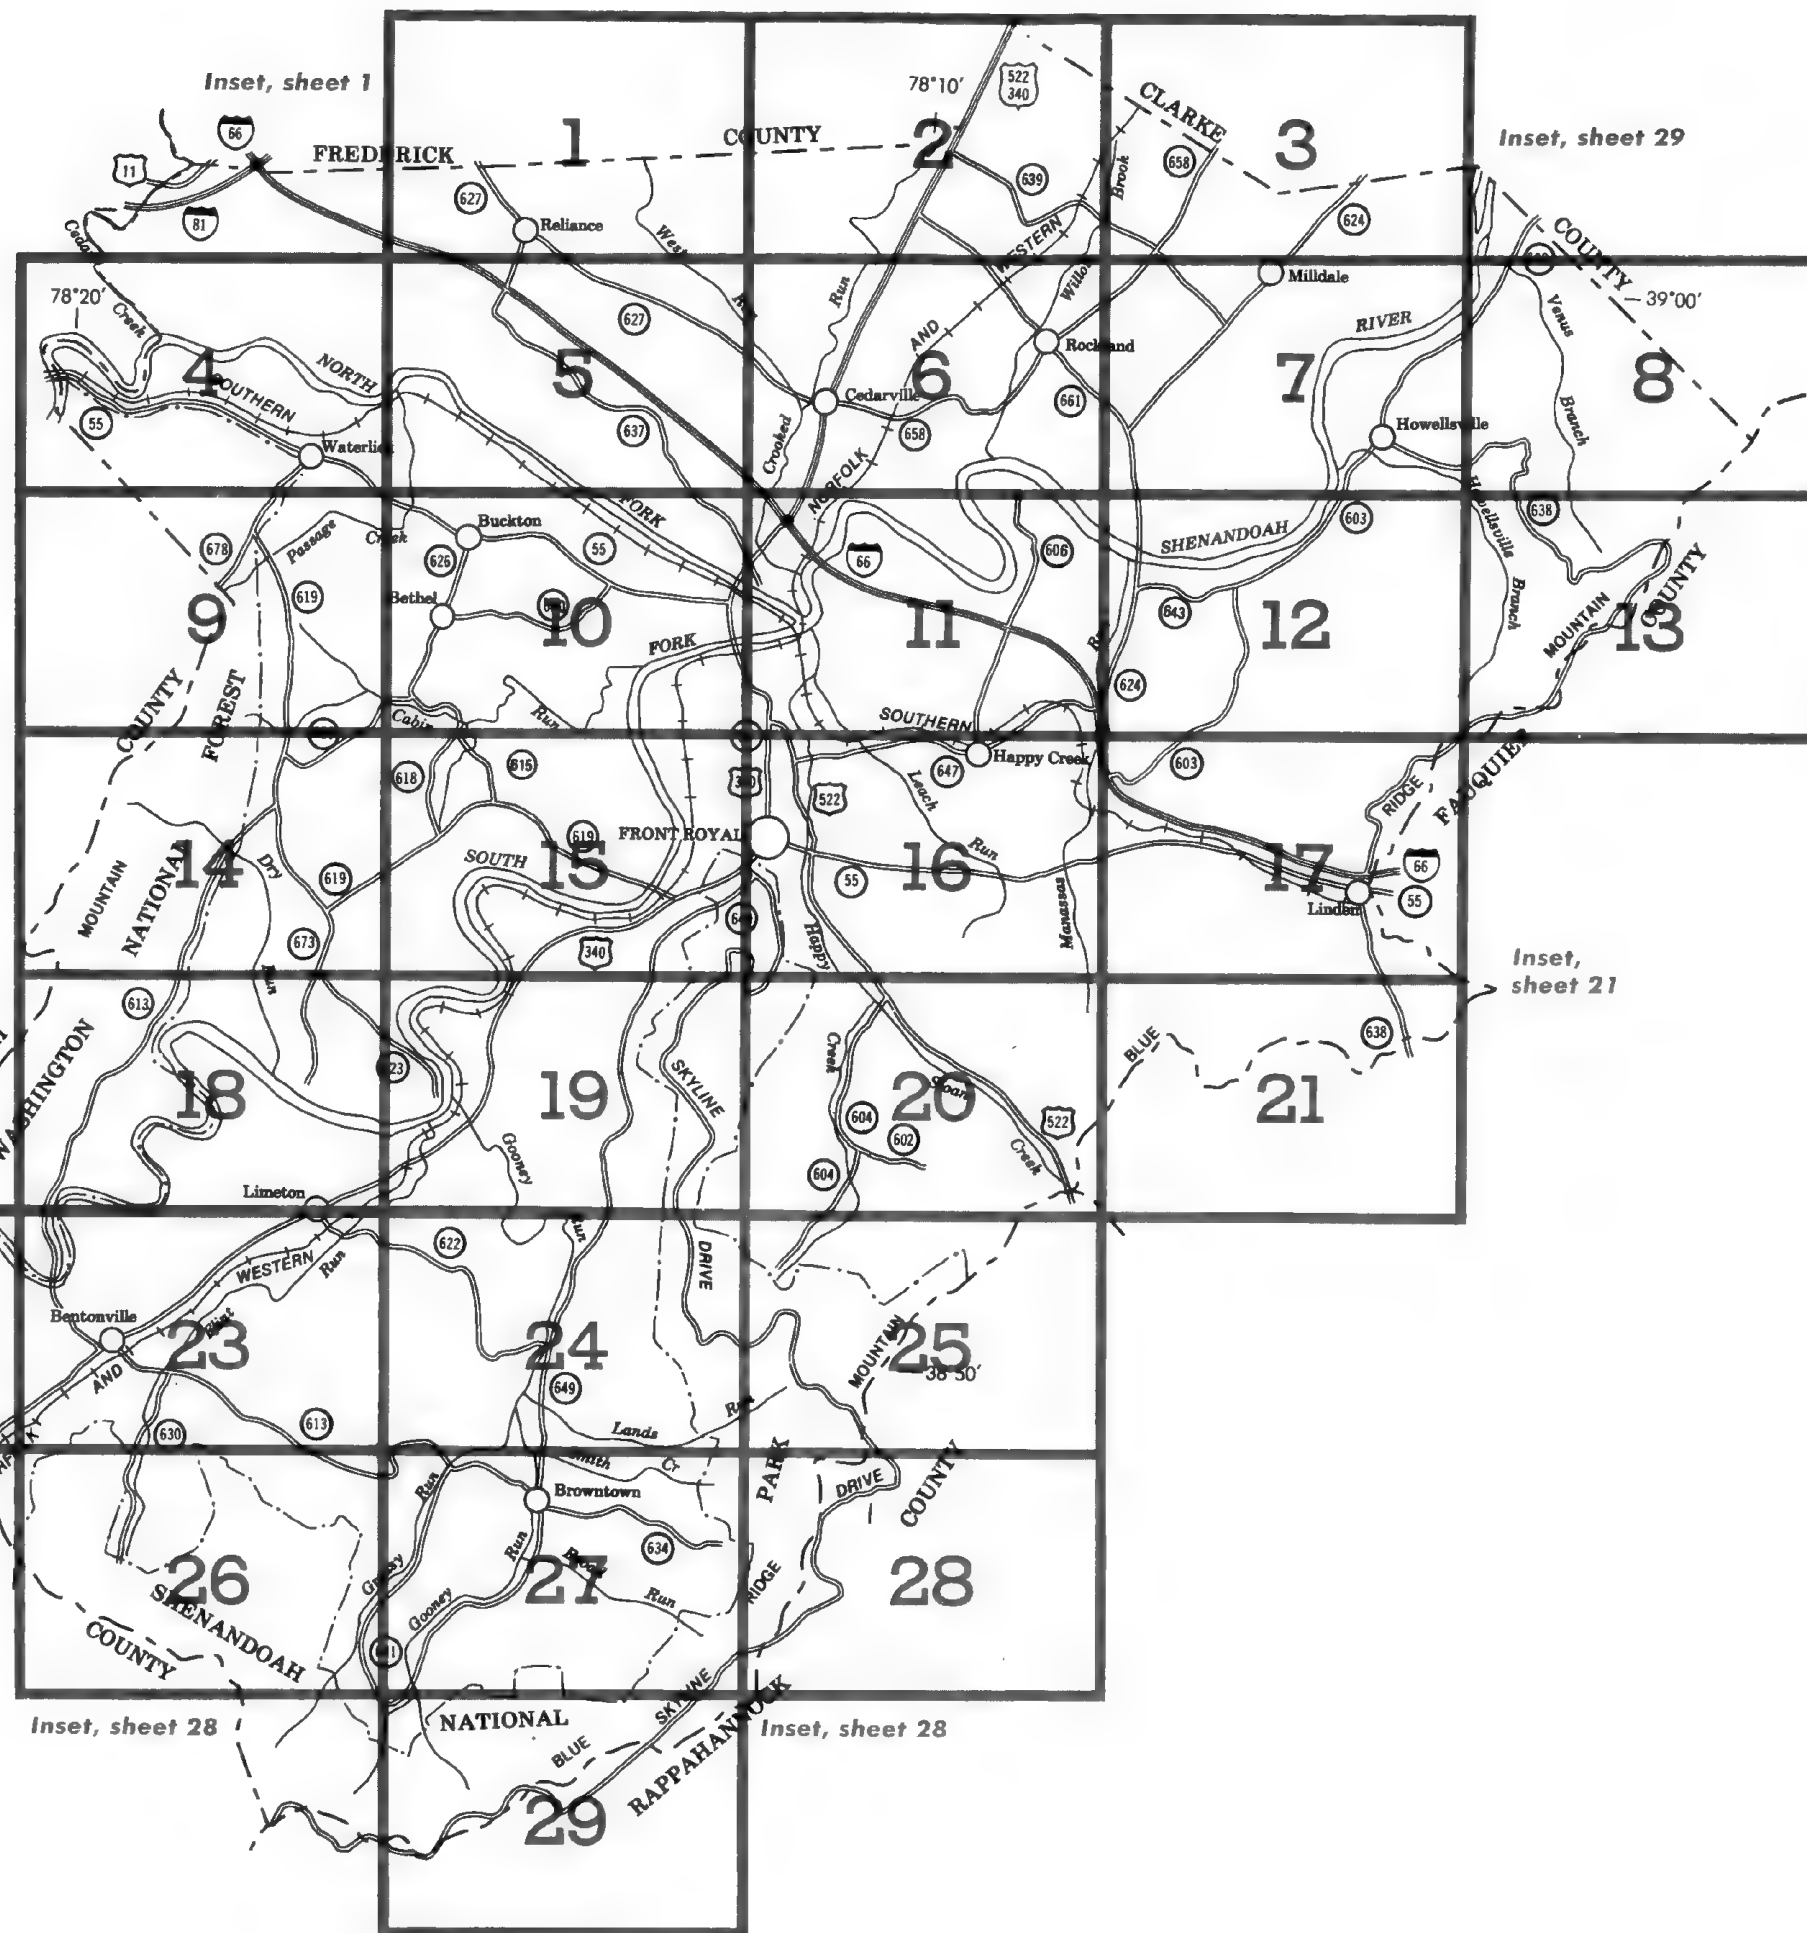 Inset, sheet 1
78°10′
522
340
CLARKE
66
FREDERICK
1
COUNTY
2
3
Inset, sheet 29
11
81
627
Reliance
West
639
Brook
658
624
Cedar
Creek
78°20′
WESTERN
Milldale
COUNTY
39°00′
627
Run
AND
Rockland
RIVER
Venus
4
NORTH
SOUTHERN
5
6
7
8
55
Waterlick
637
Crooked
Cedarville
658
661
Howellsville
Branch
NORFOLK
FORK
678
Passage
Creek
Buckton
626
55
66
606
SHENANDOAH
603
Howellsville
638
Branch
9
619
Bethel
10
FORK
11
643
12
MOUNTAIN
COUNTY
13
COUNTY
FOREST
Cabin
Run
SOUTHERN
624
618
615
340
522
647
Happy Creek
603
RIDGE
FAUQUIER
Leach
Run
MOUNTAIN
NATIONAL
14
Dry
Run
619
SOUTH
619
15
FRONT ROYAL
16
55
17
66
55
Linden
673
340
Happy
Manassas
Inset,
sheet 21
613
WASHINGTON
18
19
SKYLINE
Creek
20
Sloan
522
BLUE
638
21
604
602
Gooney
604
Creek
Limeton
622
Run
WESTERN
Run
DRIVE
Bentonville
23
Flint
24
MOUNTAIN
25
38°50′
AND
649
630
613
Lands
Run
Smith
Cr
PARK
DRIVE
COUNTY
Run
Browntown
634
26
Run
27
Run
RIDGE
28
SHENANDOAH
COUNTY
Gooney
Inset, sheet 28
NATIONAL
SKYLINE
Inset, sheet 28
BLUE
RAPPAHANNOCK
29